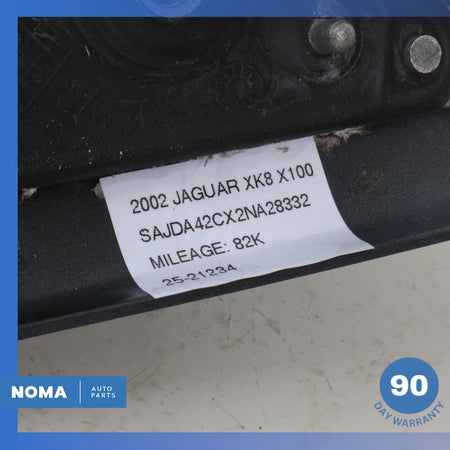 2002 JAGUAR XK8 X100
SAJDA42CX2NA28332
MILEAGE: 82K
25-21234
NOMA
AUTO
PARTS
90
DAY WARRANTY